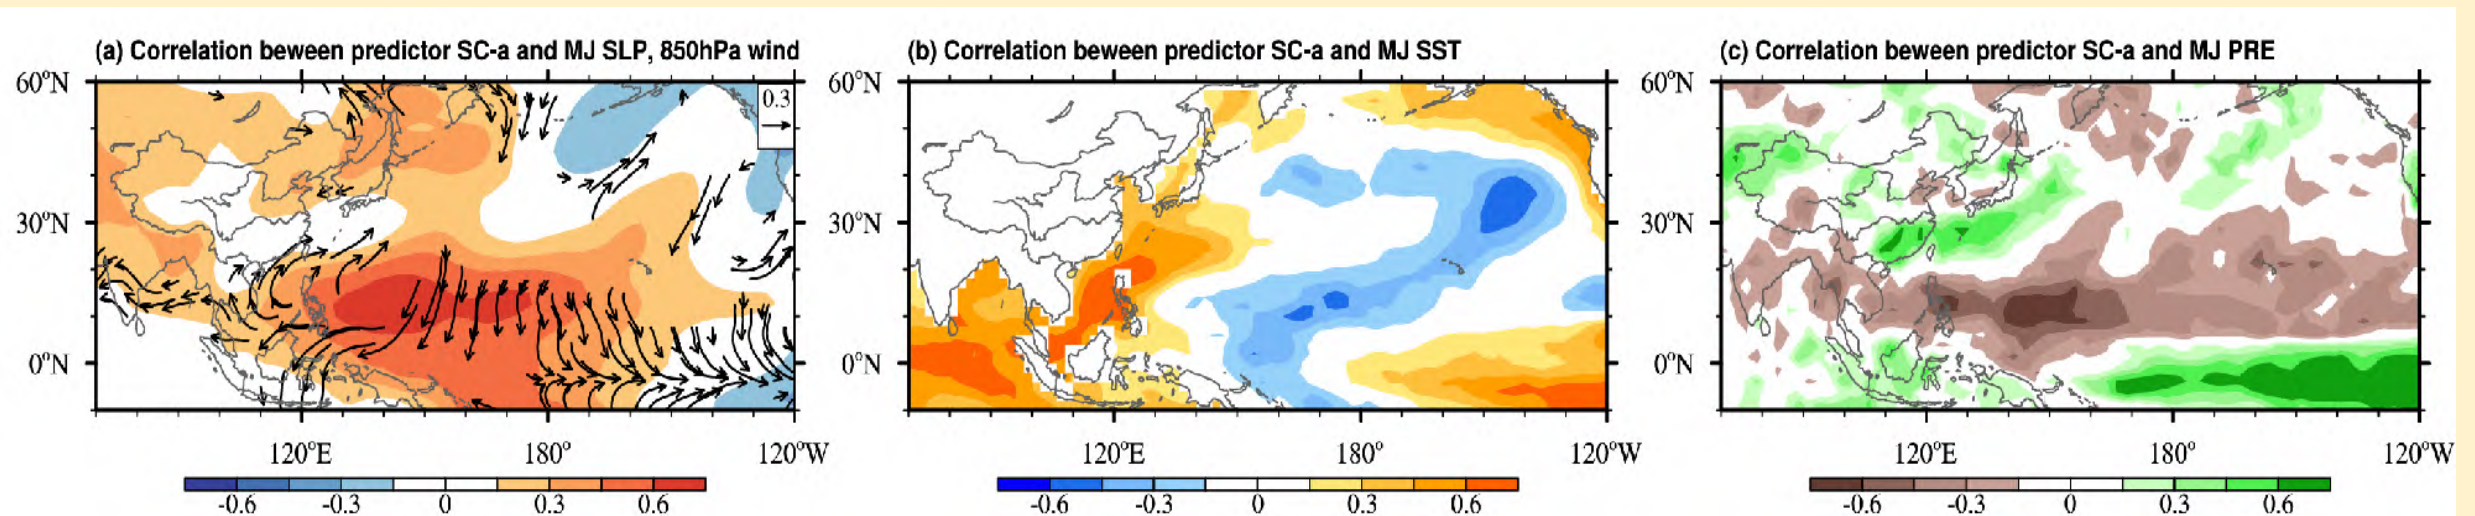 (a) Correlation beween predictor SC-a and MJ SLP, 850hPa wind
60°N
30°N
0°N
0.3
120°E 180° 120°W
-0.6 -0.3 0 0.3 0.6
(b) Correlation beween predictor SC-a and MJ SST
60°N
30°N
0°N
120°E 180° 120°W
-0.6 -0.3 0 0.3 0.6
(c) Correlation beween predictor SC-a and MJ PRE
60°N
30°N
0°N
120°E 180° 120°W
-0.6 -0.3 0 0.3 0.6